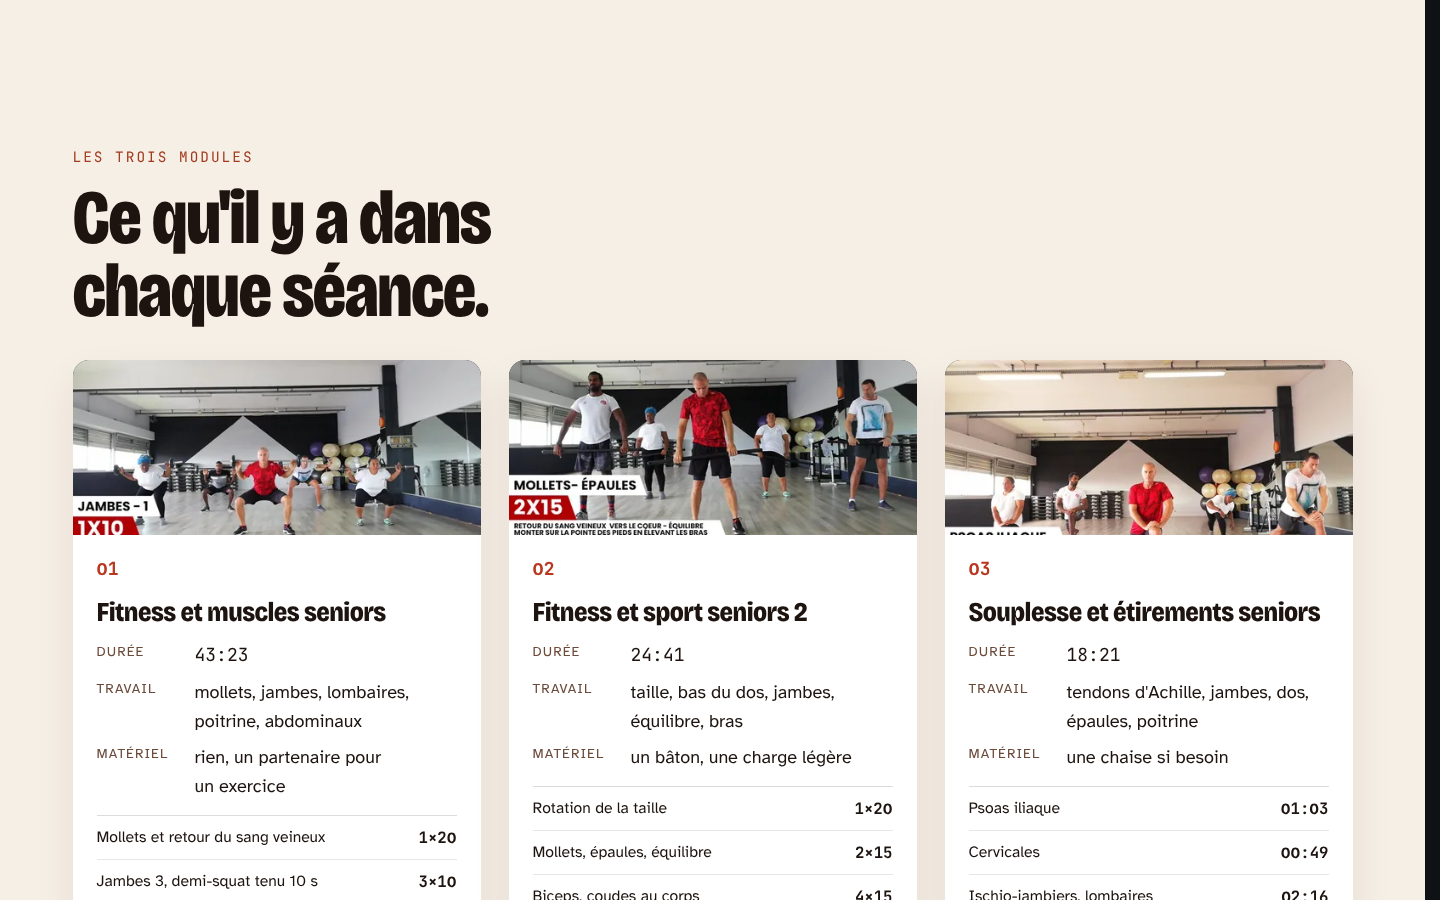 LES TROIS MODULES
Ce qu'il y a dans
chaque séance.
JAMBES - 1
1X10
MOLLETS- ÉPAULES
2X15
RETOUR DU SANG VEINEUX VERS LE CŒUR - ÉQUILIBRE
MONTER SUR LA POINTE DES PIEDS EN ÉLEVANT LES BRAS
PSOAS ILIAQUE
01
Fitness et muscles seniors
DURÉE 43:23
TRAVAIL mollets, jambes, lombaires,
poitrine, abdominaux
MATÉRIEL rien, un partenaire pour
un exercice
Mollets et retour du sang veineux 1×20
Jambes 3, demi-squat tenu 10 s 3×10
02
Fitness et sport seniors 2
DURÉE 24:41
TRAVAIL taille, bas du dos, jambes,
équilibre, bras
MATÉRIEL un bâton, une charge légère
Rotation de la taille 1×20
Mollets, épaules, équilibre 2×15
Biceps, coudes au corps 4×15
03
Souplesse et étirements seniors
DURÉE 18:21
TRAVAIL tendons d'Achille, jambes, dos,
épaules, poitrine
MATÉRIEL une chaise si besoin
Psoas iliaque 01:03
Cervicales 00:49
Ischio-jambiers, lombaires 02:16